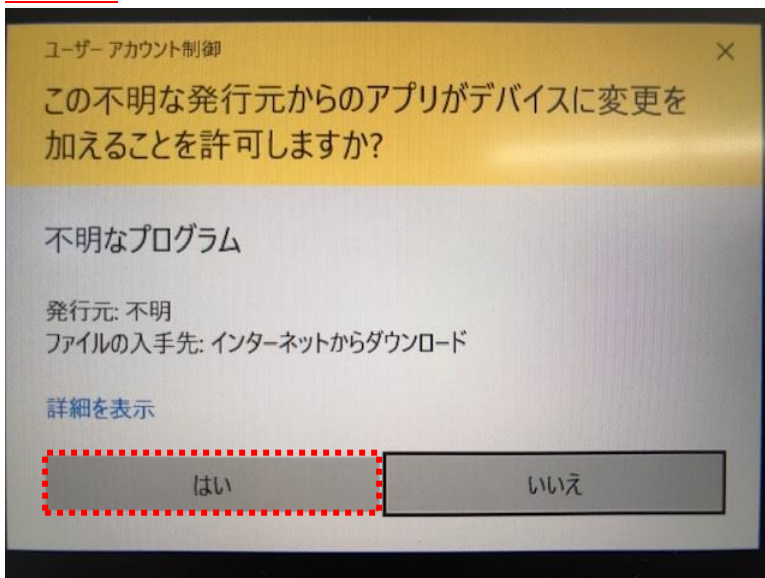 ユーザー アカウント制御
この不明な発行元からのアプリがデバイスに変更を
加えることを許可しますか?
不明なプログラム
発行元: 不明
ファイルの入手先: インターネットからダウンロード
詳細を表示
はい
いいえ